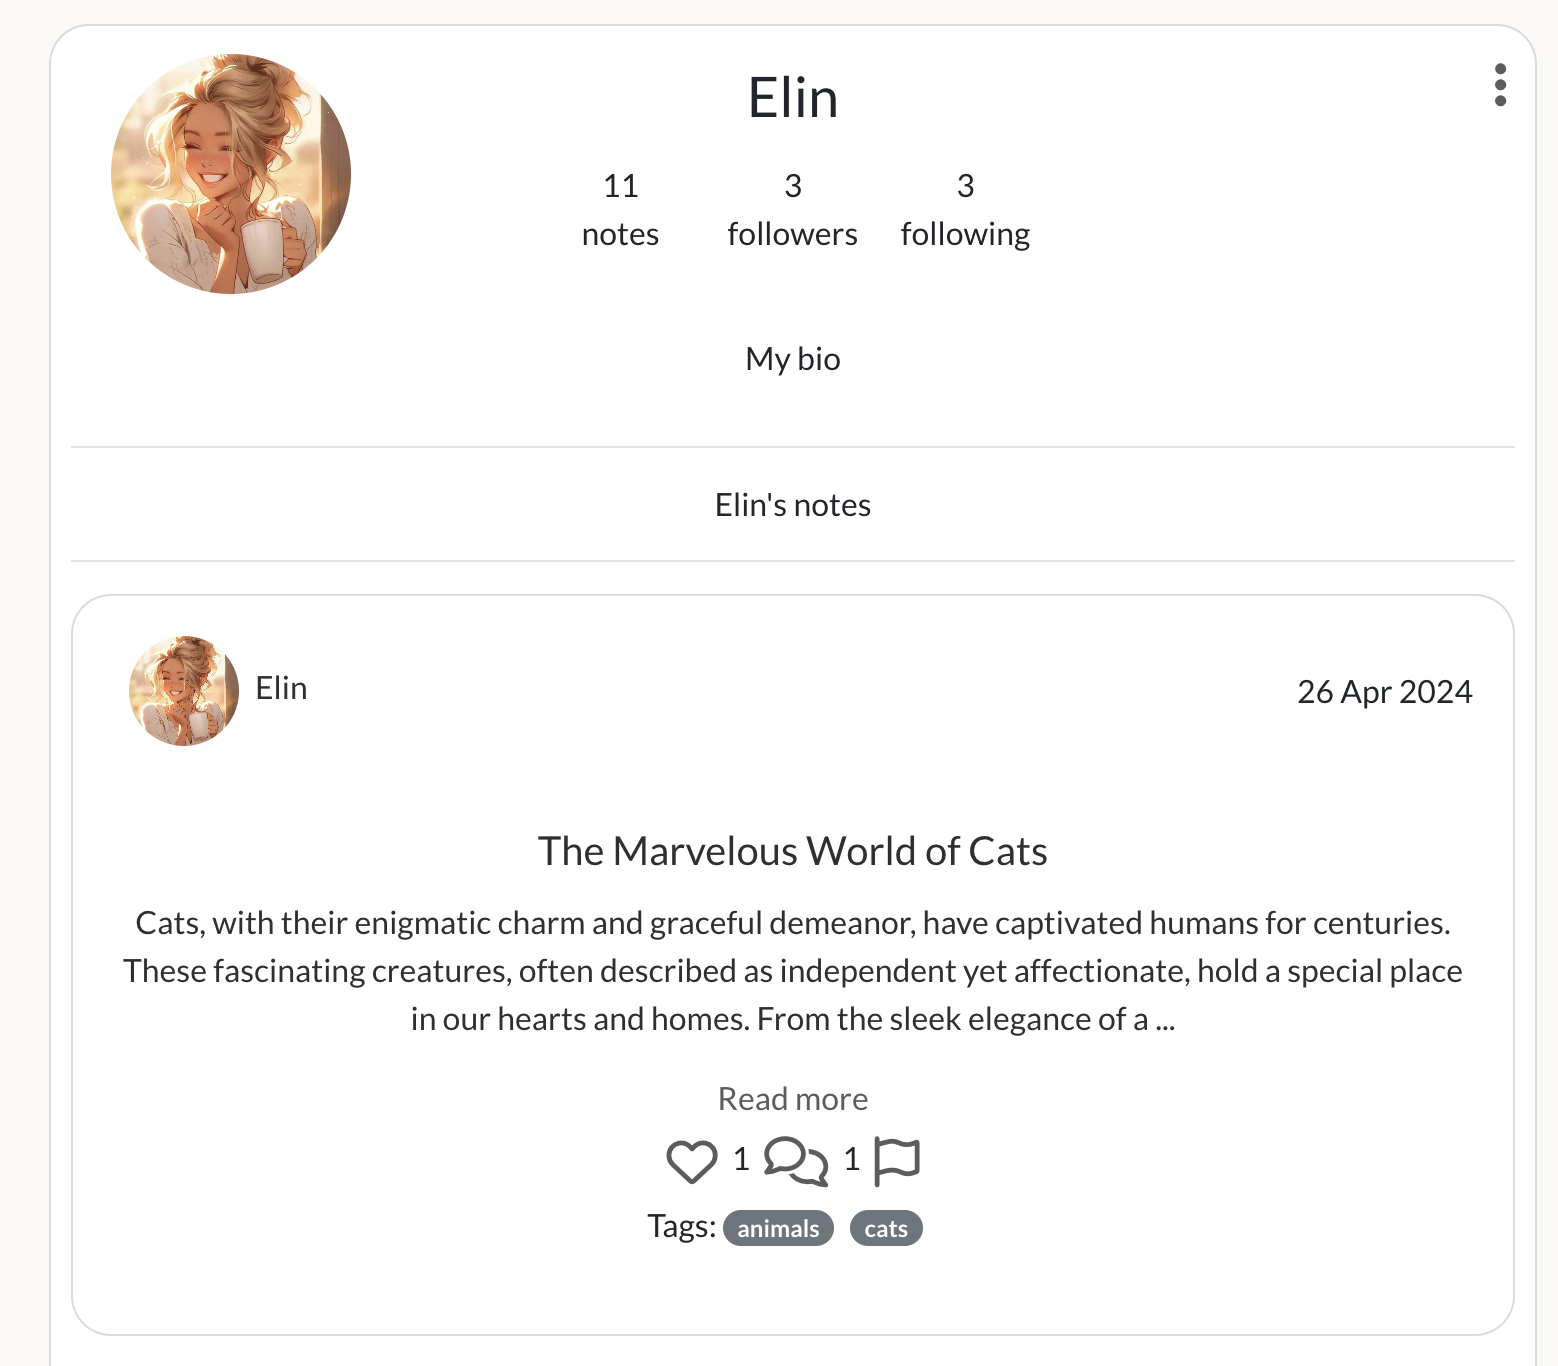 Elin
11 3 3
notes followers following
My bio
Elin's notes
Elin 26 Apr 2024
The Marvelous World of Cats
Cats, with their enigmatic charm and graceful demeanor, have captivated humans for centuries.
These fascinating creatures, often described as independent yet affectionate, hold a special place
in our hearts and homes. From the sleek elegance of a ...
Read more
1 1
Tags: animals cats